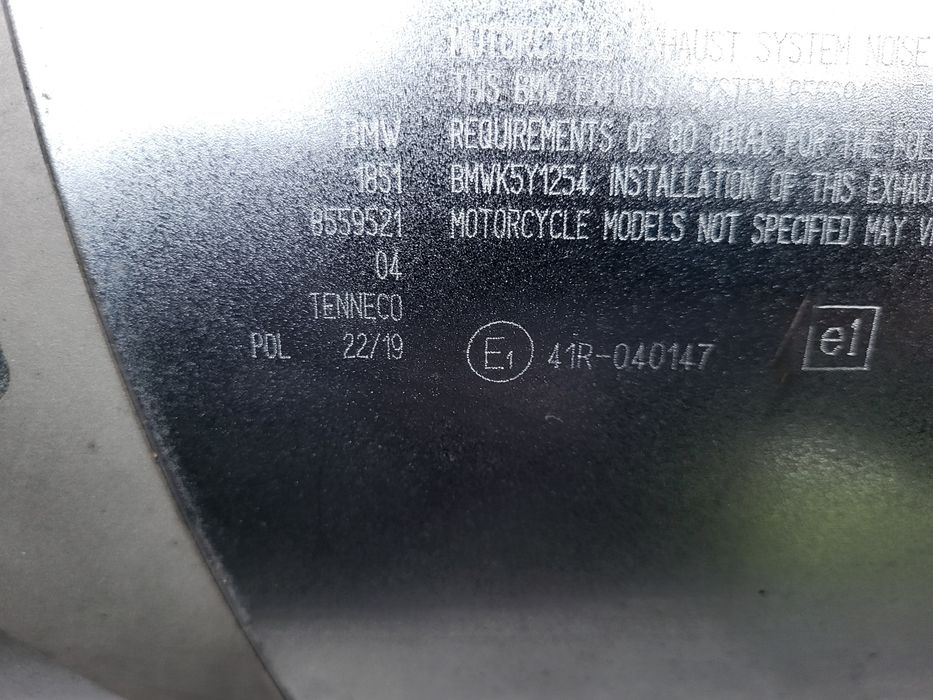 MOTORCYCLE EXHAUST SYSTEM NOISE
THIS BMW EXHAUST SYSTEM
BMW REQUIREMENTS OF 80 dB(A), FOR THE
1851 BMWK5Y1254, INSTALLATION OF THIS
8559521 MOTORCYCLE MODELS NOT SPECIFIED MAY
04
TENNECO
POL 22/19 E1 41R-040147 e1